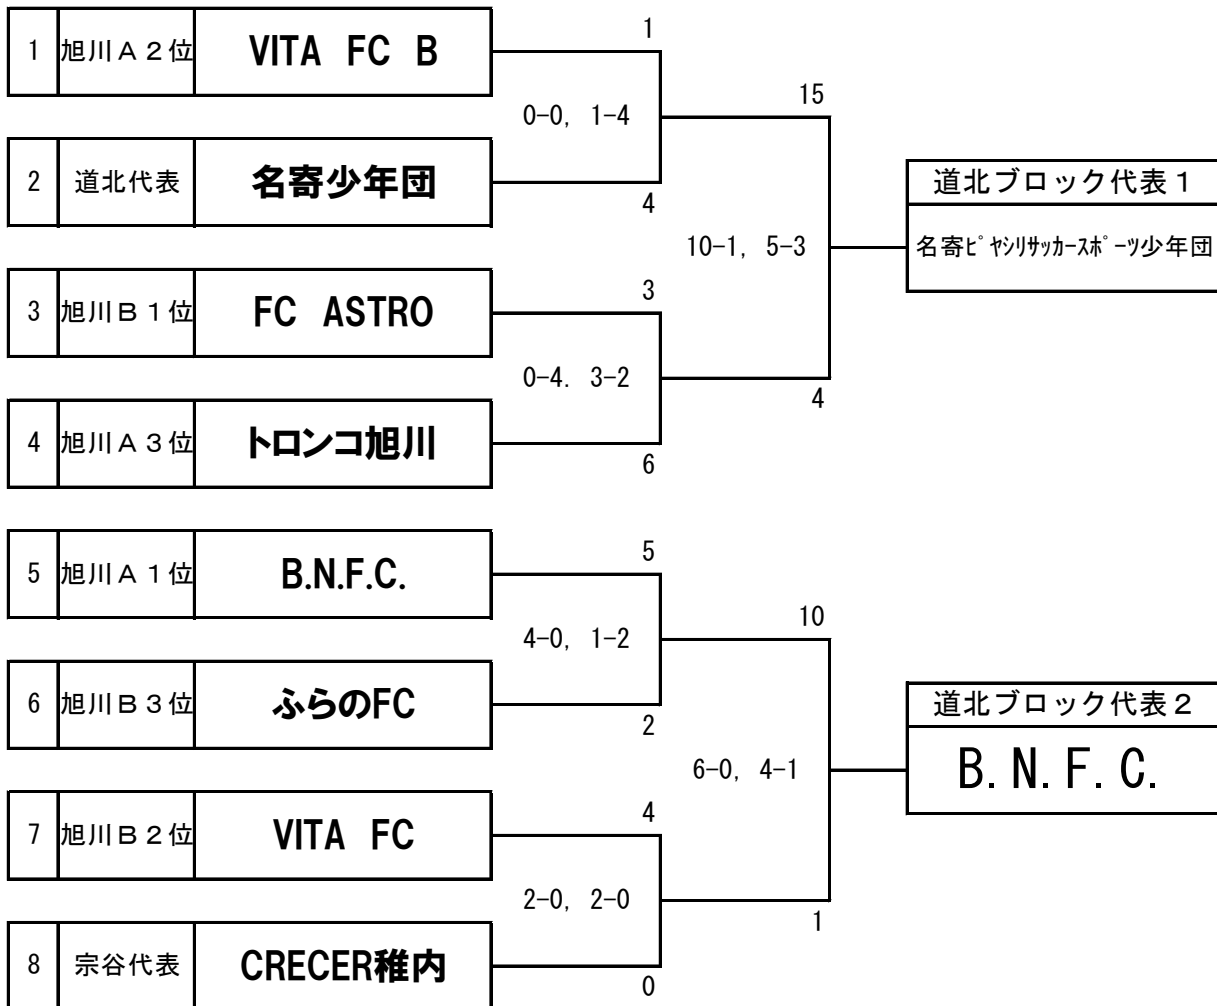 1 旭川Ａ２位 VITA FC B
1
0-0, 1-4
15
2 道北代表 名寄少年団
4
道北ブロック代表１
10-1, 5-3
名寄ﾋﾟﾔｼﾘサッカースポーツ少年団
3 旭川Ｂ１位 FC ASTRO
3
0-4. 3-2
4
4 旭川Ａ３位 トロンコ旭川
6
5 旭川Ａ１位 B.N.F.C.
5
4-0, 1-2
10
6 旭川Ｂ３位 ふらのFC
2
道北ブロック代表２
6-0, 4-1
B.N.F.C.
7 旭川Ｂ２位 VITA FC
4
2-0, 2-0
1
8 宗谷代表 CRECER稚内
0